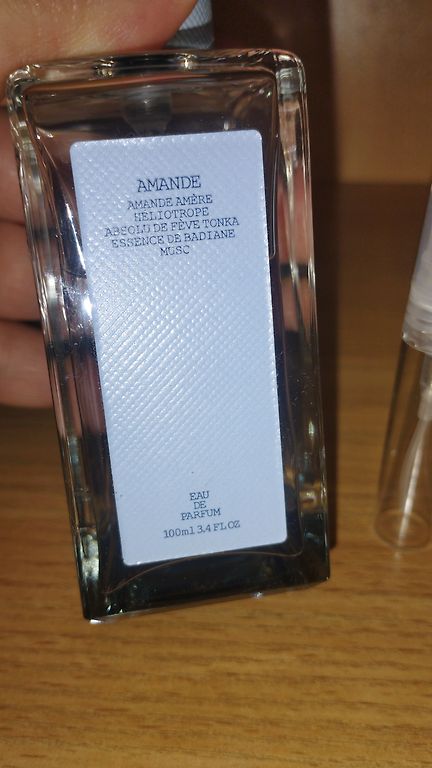 AMANDE
AMANDE AMÈRE
HELIOTROPE
ABSOLU DE FÈVE TONKA
ESSENCE DE BADIANE
MUSC
EAU
DE
PARFUM
100ml 3.4 FL OZ